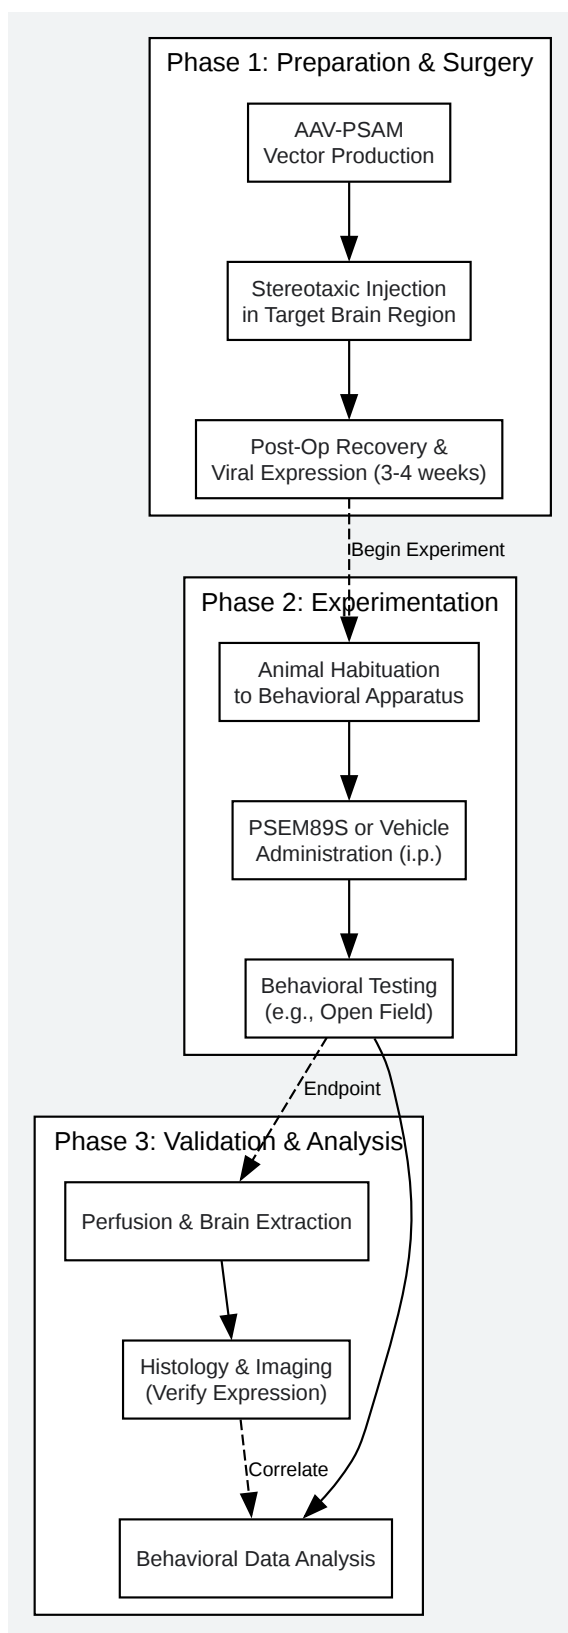 Phase 1: Preparation & Surgery
AAV-PSAM
Vector Production
Stereotaxic Injection
in Target Brain Region
Post-Op Recovery &
Viral Expression (3-4 weeks)
Begin Experiment
Phase 2: Experimentation
Animal Habituation
to Behavioral Apparatus
PSEM89S or Vehicle
Administration (i.p.)
Behavioral Testing
(e.g., Open Field)
Endpoint
Phase 3: Validation & Analysis
Perfusion & Brain Extraction
Histology & Imaging
(Verify Expression)
Correlate
Behavioral Data Analysis